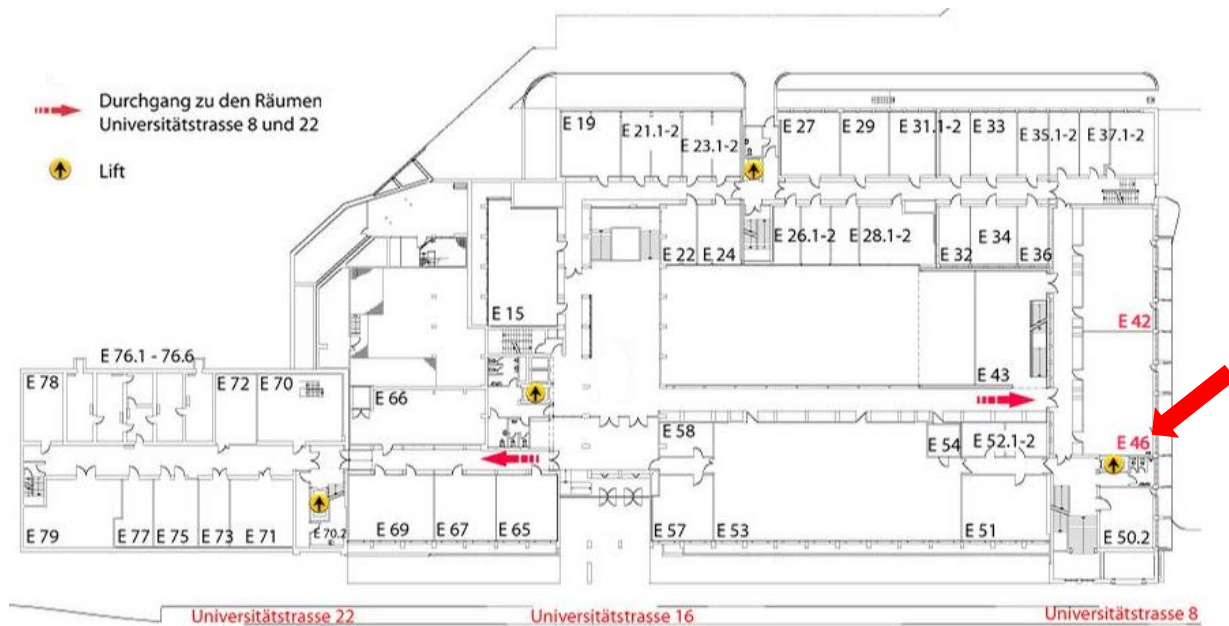 Durchgang zu den Räumen
Universitätstrasse 8 und 22
Lift
E 19
E 21.1-2
E 23.1-2
E 27
E 29
E 31.1-2
E 33
E 35.1-2
E 37.1-2
E 22
E 24
E 26.1-2
E 28.1-2
E 32
E 34
E 36
E 15
E 42
E 76.1 - 76.6
E 78
E 72
E 70
E 66
E 43
E 58
E 54
E 52.1-2
E 46
E 79
E 77
E 75
E 73
E 71
E 70.2
E 69
E 67
E 65
E 57
E 53
E 51
E 50.2
Universitätstrasse 22
Universitätstrasse 16
Universitätstrasse 8